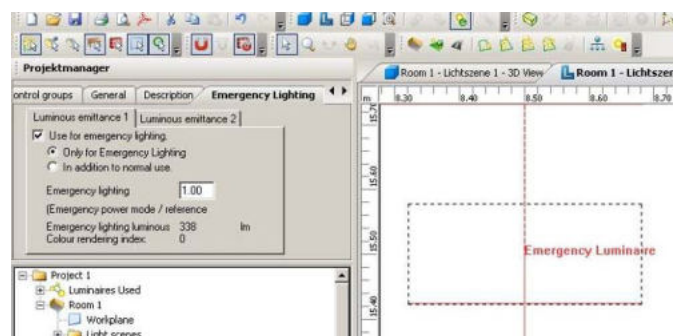 Projektmanager
ontrol groups General Description Emergency Lighting
Luminous emittance 1 Luminous emittance 2
Use for emergency lighting.
Only for Emergency Lighting
In addition to normal use.
Emergency lighting 1.00
(Emergency power mode / reference
Emergency lighting luminous 338 lm
Colour rendering index: 0
Project 1
Luminaires Used
Room 1
Workplane
Light scenes
Room 1 - Lichtszene 1 - 3D View Room 1 - Lichtszen
m 8.30 8.40 8.50 8.60 8.70
15.70
15.60
15.50
15.40
Emergency Luminaire